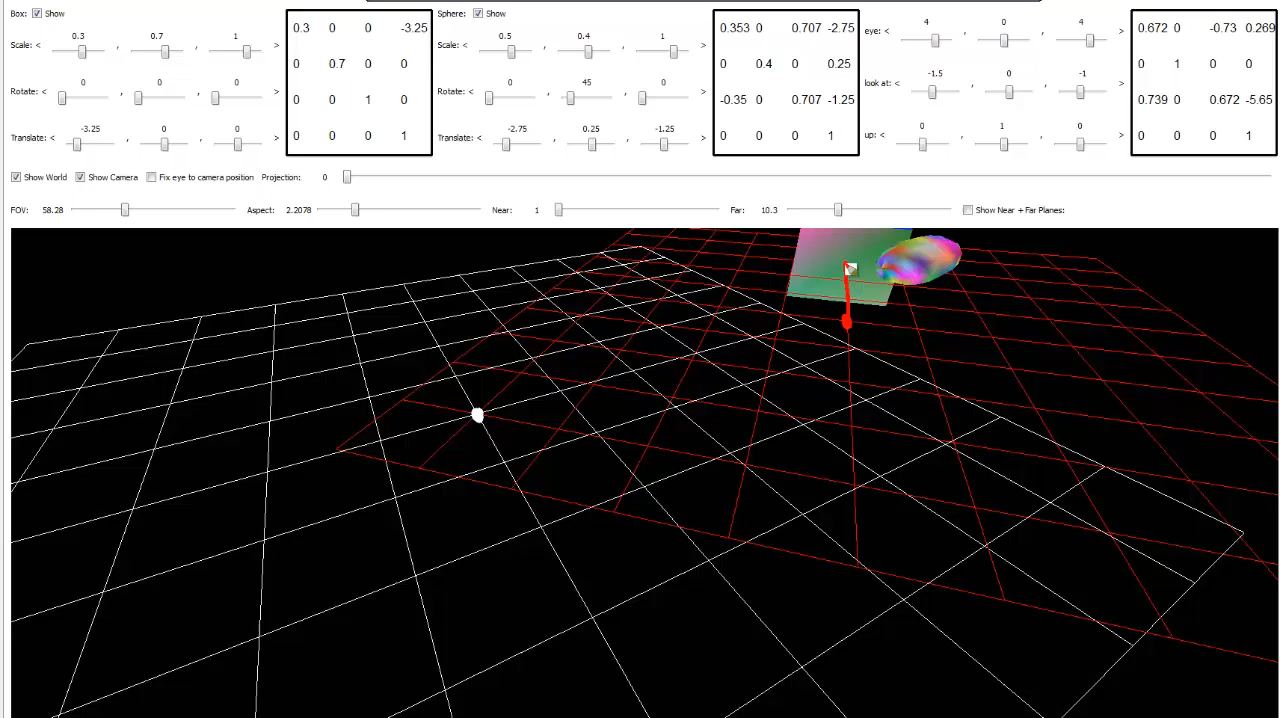 Box: Show
Scale: < 0.3 , 0.7 , 1 >
Rotate: < 0 , 0 , 0 >
Translate: < -3.25 , 0 , 0 >
0.3 0 0 -3.25
0 0.7 0 0
0 0 1 0
0 0 0 1
Sphere: Show
Scale: < 0.5 , 0.4 , 1 >
Rotate: < 0 , 45 , 0 >
Translate: < -2.75 , 0.25 , -1.25 >
0.353 0 0.707 -2.75
0 0.4 0 0.25
-0.35 0 0.707 -1.25
0 0 0 1
eye: < 4 , 0 , 4 >
look at: < -1.5 , 0 , -1 >
up: < 0 , 1 , 0 >
0.672 0 -0.73 0.269
0 1 0 0
0.739 0 0.672 -5.65
0 0 0 1
Show World Show Camera Fix eye to camera position Projection: 0
FOV: 58.28 Aspect: 2.2078 Near: 1 Far: 10.3 Show Near + Far Planes: